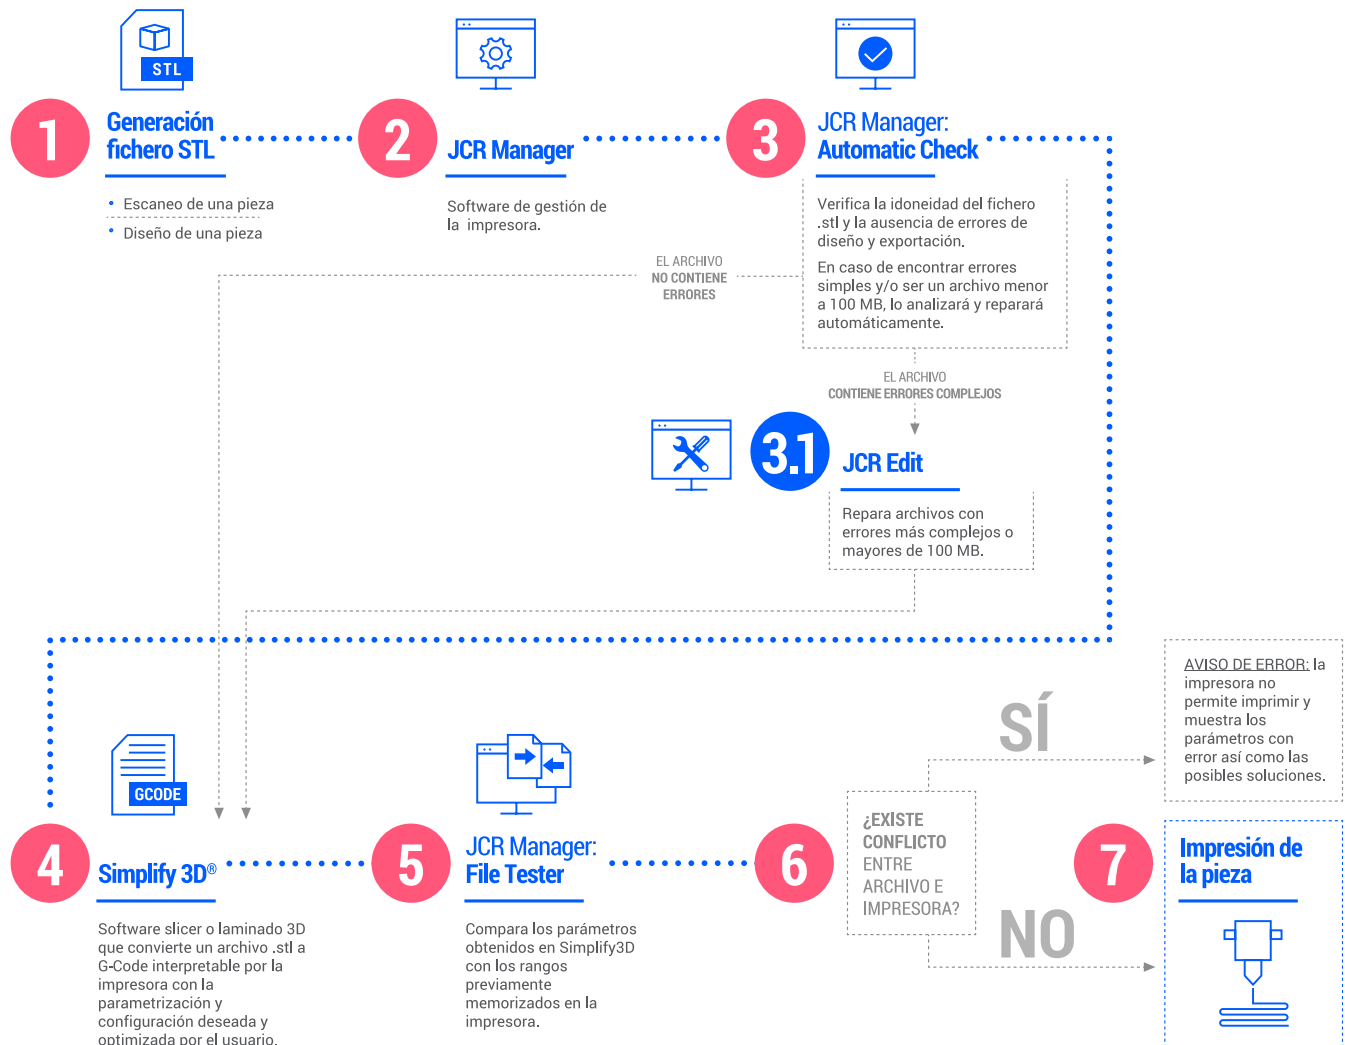 STL
1
Generación
fichero STL
• Escaneo de una pieza
• Diseño de una pieza
2
JCR Manager
Software de gestión de
la impresora.
3
JCR Manager:
Automatic Check
Verifica la idoneidad del fichero
.stl y la ausencia de errores de
diseño y exportación.
En caso de encontrar errores
simples y/o ser un archivo menor
a 100 MB, lo analizará y reparará
automáticamente.
EL ARCHIVO
NO CONTIENE
ERRORES
EL ARCHIVO
CONTIENE ERRORES COMPLEJOS
3.1
JCR Edit
Repara archivos con
errores más complejos o
mayores de 100 MB.
GCODE
4
Simplify 3D®
Software slicer o laminado 3D
que convierte un archivo .stl a
G-Code interpretable por la
impresora con la
parametrización y
configuración deseada y
optimizada por el usuario.
5
JCR Manager:
File Tester
Compara los parámetros
obtenidos en Simplify3D
con los rangos
previamente
memorizados en la
impresora.
6
¿EXISTE
CONFLICTO
ENTRE
ARCHIVO E
IMPRESORA?
SÍ
AVISO DE ERROR: la
impresora no
permite imprimir y
muestra los
parámetros con
error así como las
posibles soluciones.
NO
7
Impresión de
la pieza